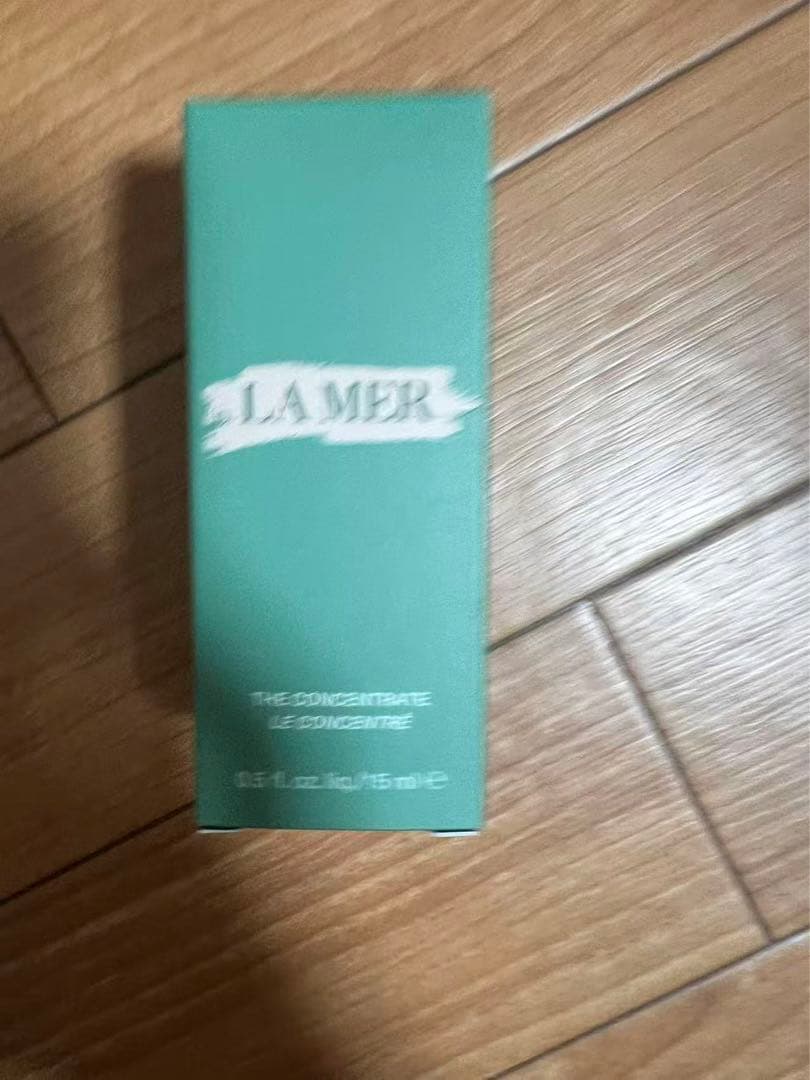 LA MER
THE CONCENTRATE
LE CONCENTRÉ
0.5 fl.oz.liq./15 ml ℮